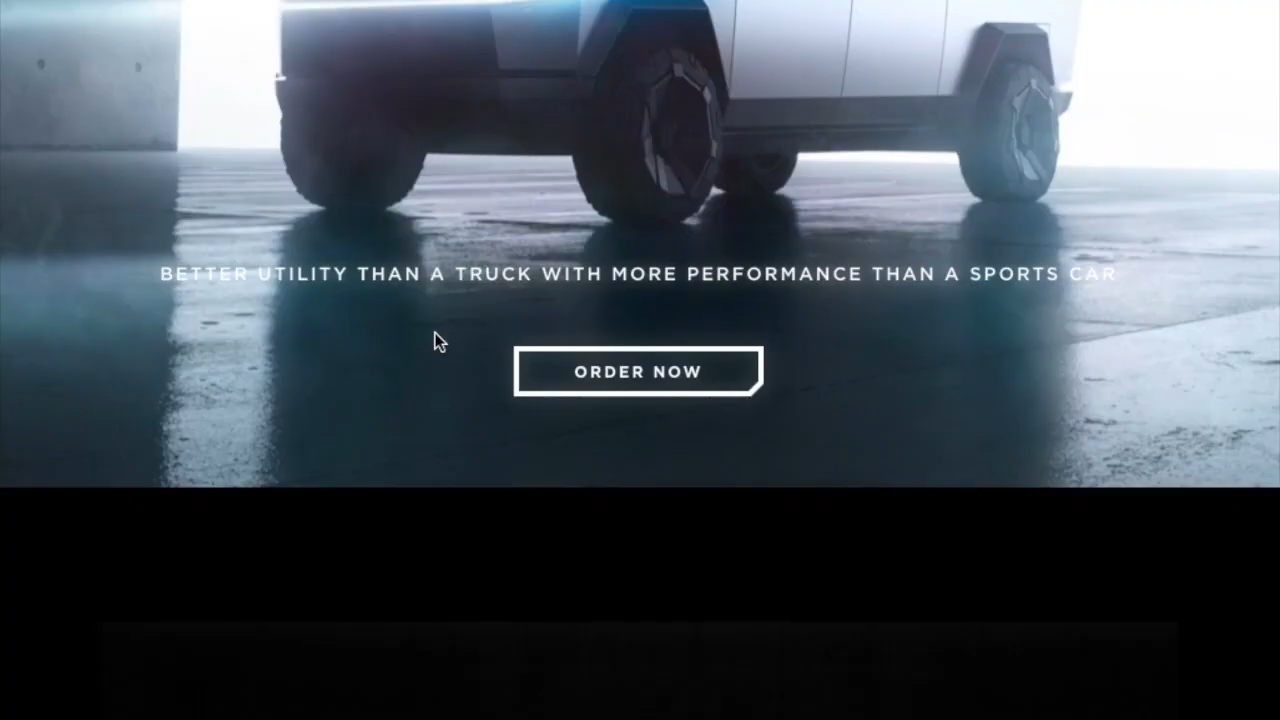 BETTER UTILITY THAN A TRUCK WITH MORE PERFORMANCE THAN A SPORTS CAR
ORDER NOW